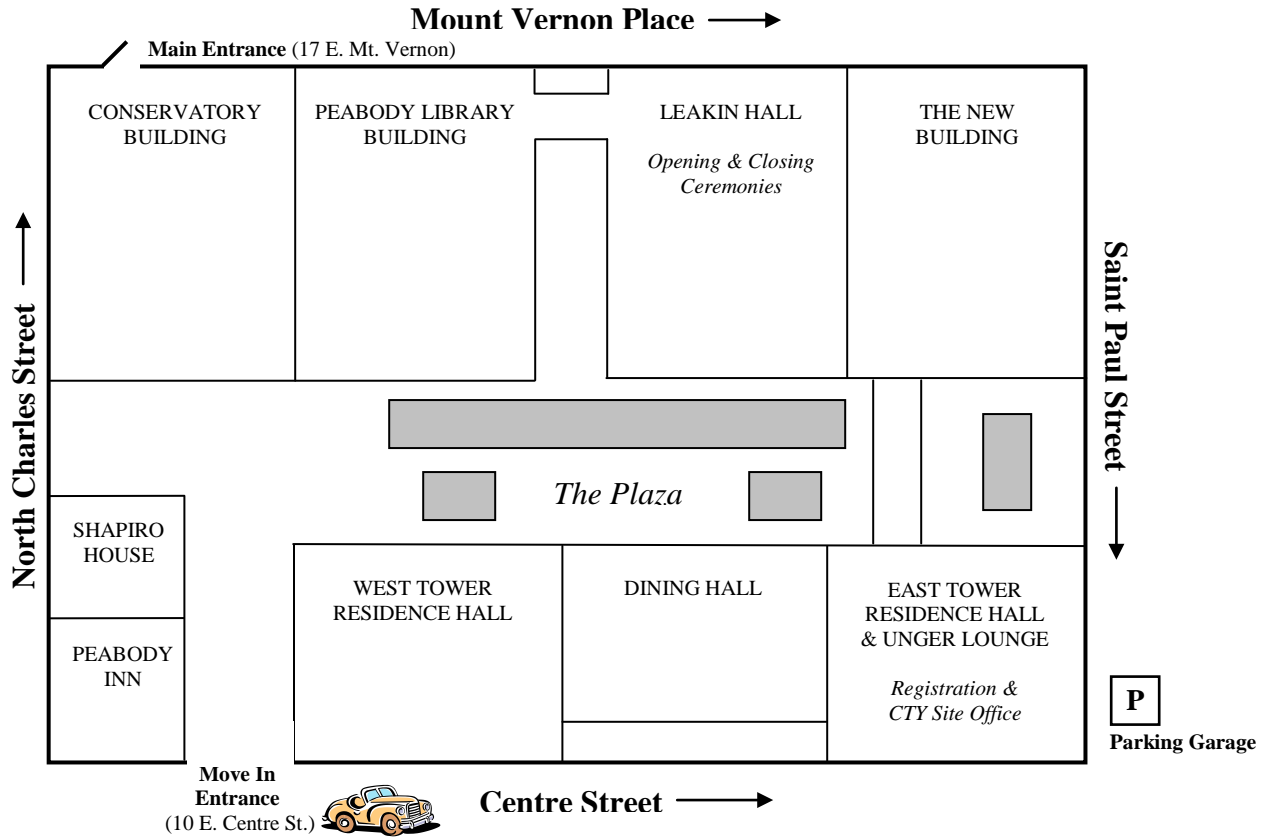 Mount Vernon Place
Main Entrance (17 E. Mt. Vernon)
CONSERVATORY
BUILDING
PEABODY LIBRARY
BUILDING
LEAKIN HALL
Opening & Closing
Ceremonies
THE NEW
BUILDING
North Charles Street
Saint Paul Street
The Plaza
SHAPIRO
HOUSE
PEABODY
INN
WEST TOWER
RESIDENCE HALL
DINING HALL
EAST TOWER
RESIDENCE HALL
& UNGER LOUNGE
Registration &
CTY Site Office
P
Parking Garage
Move In
Entrance
(10 E. Centre St.)
Centre Street